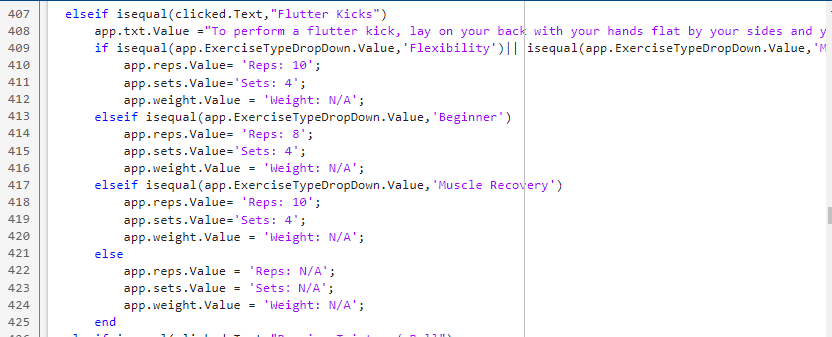 407 elseif isequal(clicked.Text,"Flutter Kicks")
408 app.txt.Value ="To perform a flutter kick, lay on your back with your hands flat by your sides and y
409 if isequal(app.ExerciseTypeDropDown.Value,'Flexibility')|| isequal(app.ExerciseTypeDropDown.Value,'M
410 app.reps.Value= 'Reps: 10';
411 app.sets.Value='Sets: 4';
412 app.weight.Value = 'Weight: N/A';
413 elseif isequal(app.ExerciseTypeDropDown.Value,'Beginner')
414 app.reps.Value= 'Reps: 8';
415 app.sets.Value='Sets: 4';
416 app.weight.Value = 'Weight: N/A';
417 elseif isequal(app.ExerciseTypeDropDown.Value,'Muscle Recovery')
418 app.reps.Value= 'Reps: 10';
419 app.sets.Value='Sets: 4';
420 app.weight.Value = 'Weight: N/A';
421 else
422 app.reps.Value = 'Reps: N/A';
423 app.sets.Value = 'Sets: N/A';
424 app.weight.Value = 'Weight: N/A';
425 end